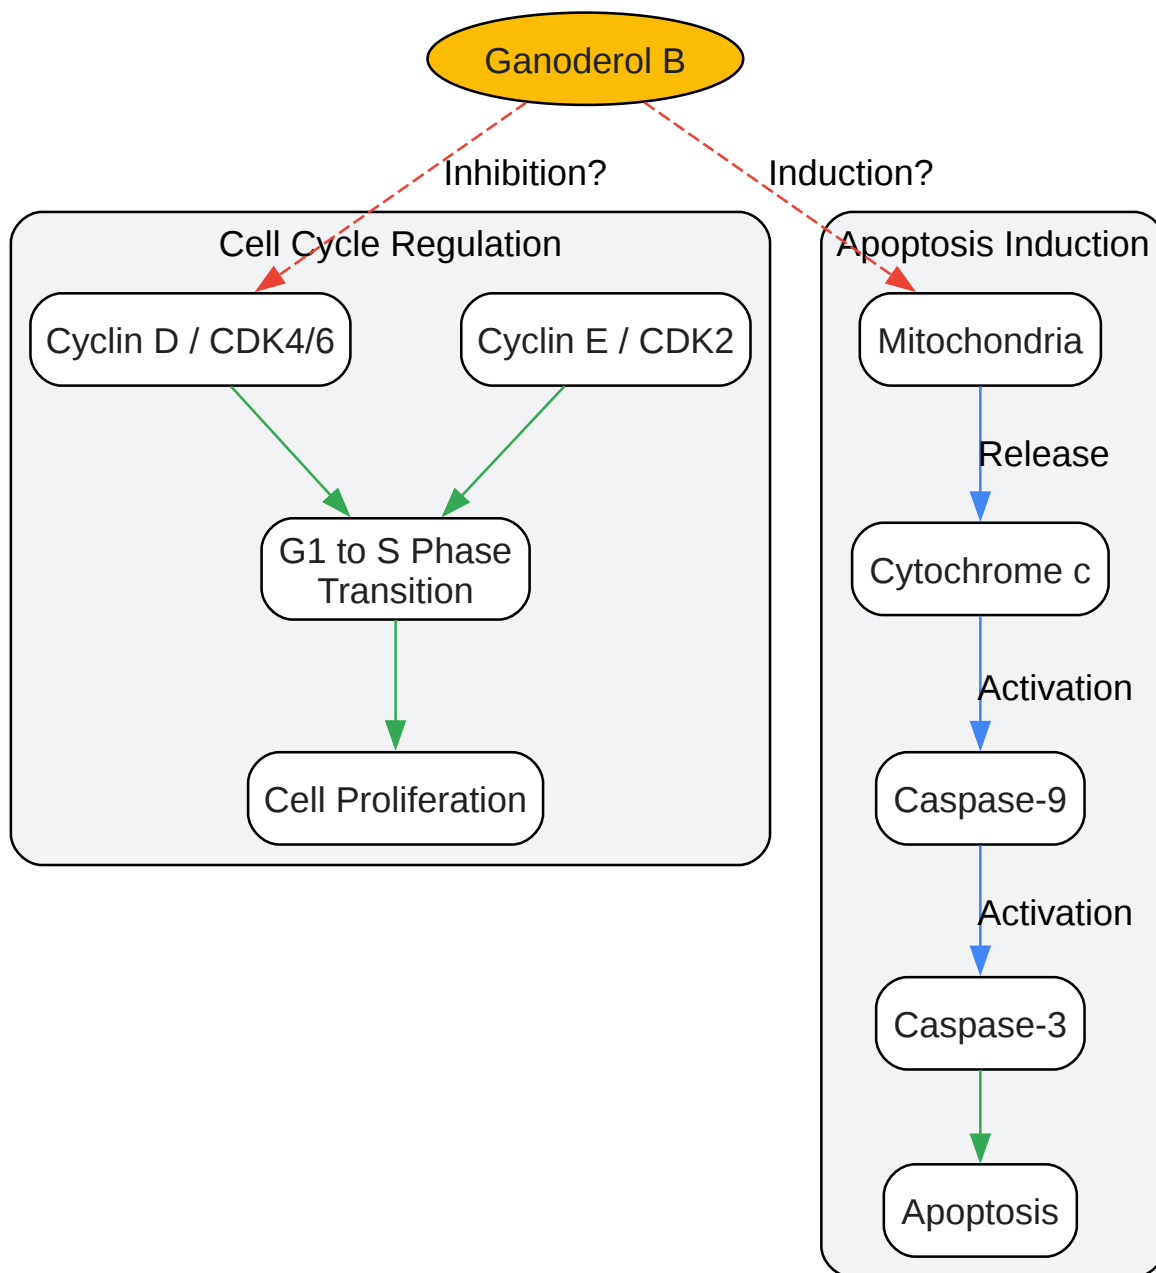 Ganoderol B
Inhibition?
Induction?
Cell Cycle Regulation
Cyclin D / CDK4/6
Cyclin E / CDK2
G1 to S Phase
Transition
Cell Proliferation
Apoptosis Induction
Mitochondria
Release
Cytochrome c
Activation
Caspase-9
Activation
Caspase-3
Apoptosis